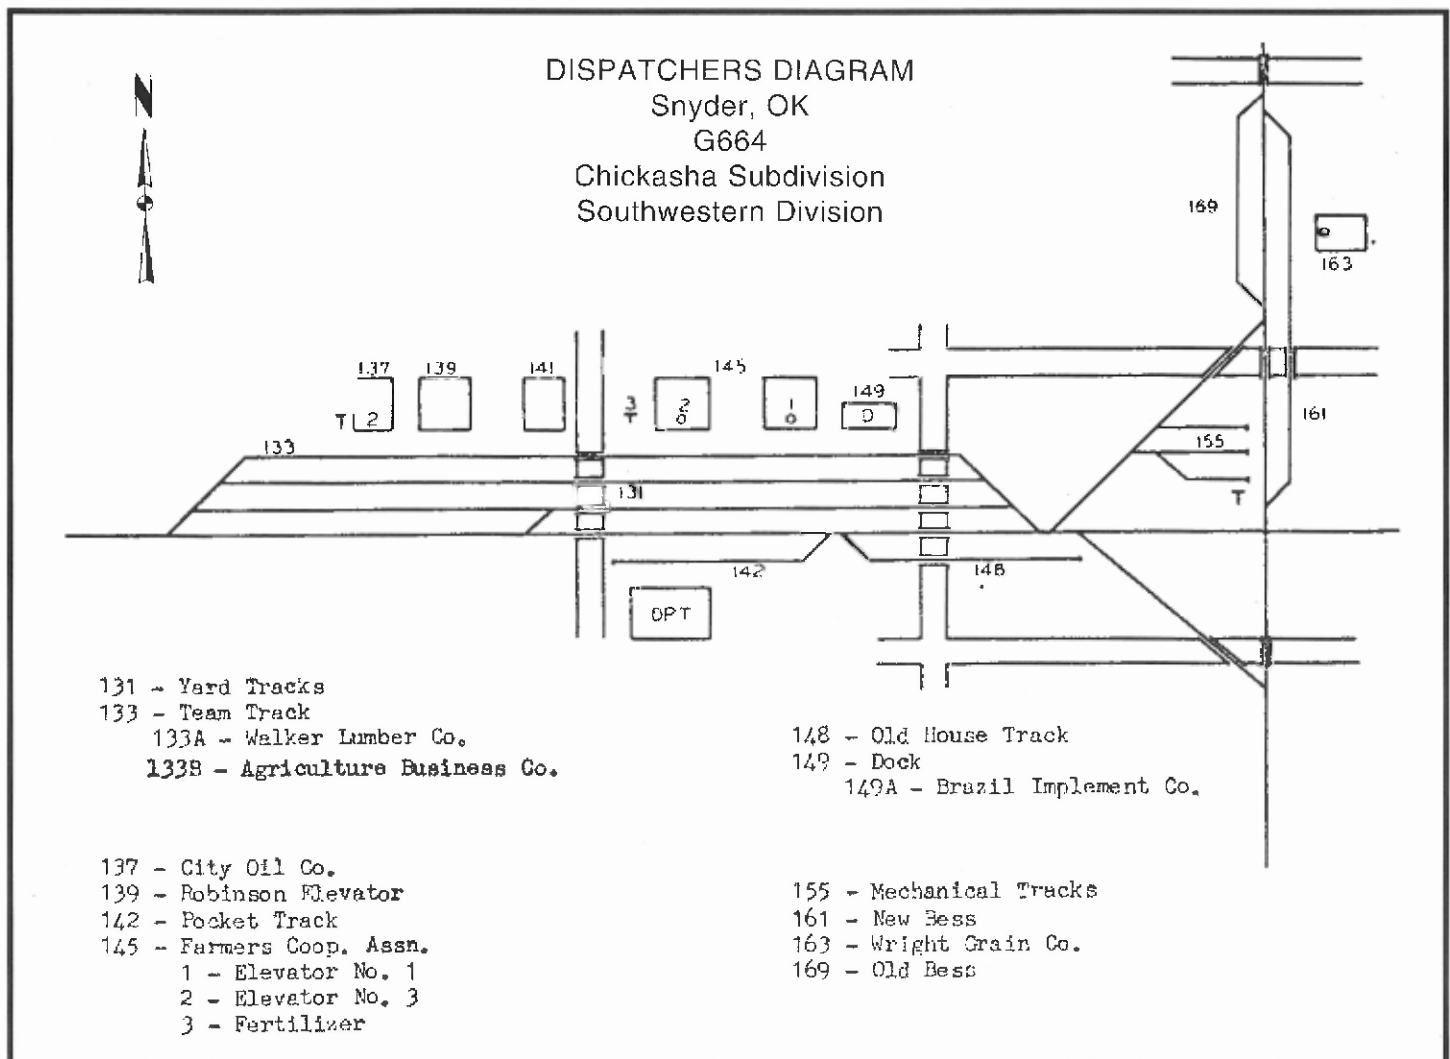 N
DISPATCHERS DIAGRAM
Snyder, OK
G664
Chickasha Subdivision
Southwestern Division
169
163
137
139
141
145
149
T
2
3
T
2
O
1
O
D
133
131
155
161
T
142
148
DPT
131 - Yard Tracks
133 - Team Track
133A - Walker Lumber Co.
133B - Agriculture Business Co.
148 - Old House Track
149 - Dock
149A - Brazil Implement Co.
137 - City Oil Co.
139 - Robinson Elevator
142 - Pocket Track
145 - Farmers Coop. Assn.
1 - Elevator No. 1
2 - Elevator No. 3
3 - Fertilizer
155 - Mechanical Tracks
161 - New Bess
163 - Wright Grain Co.
169 - Old Bess